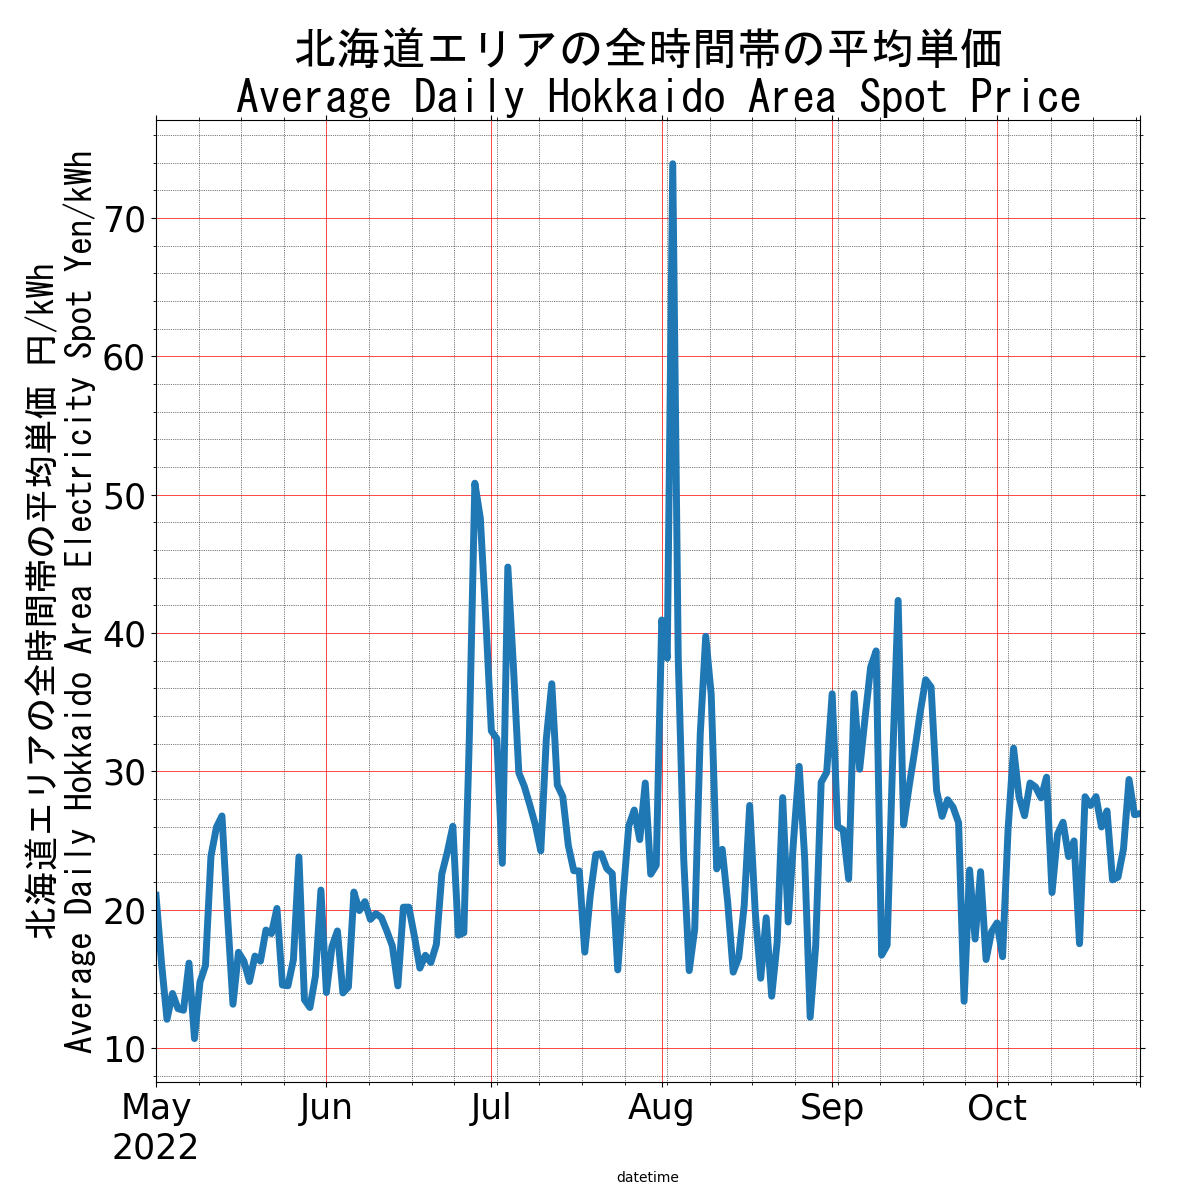 北海道エリアの全時間帯の平均単価
Average Daily Hokkaido Area Spot Price
北海道エリアの全時間帯の平均単価 円/kWh
Average Daily Hokkaido Area Electricity Spot Yen/kWh
70
60
50
40
30
20
10
May
2022
Jun
Jul
Aug
Sep
Oct
datetime